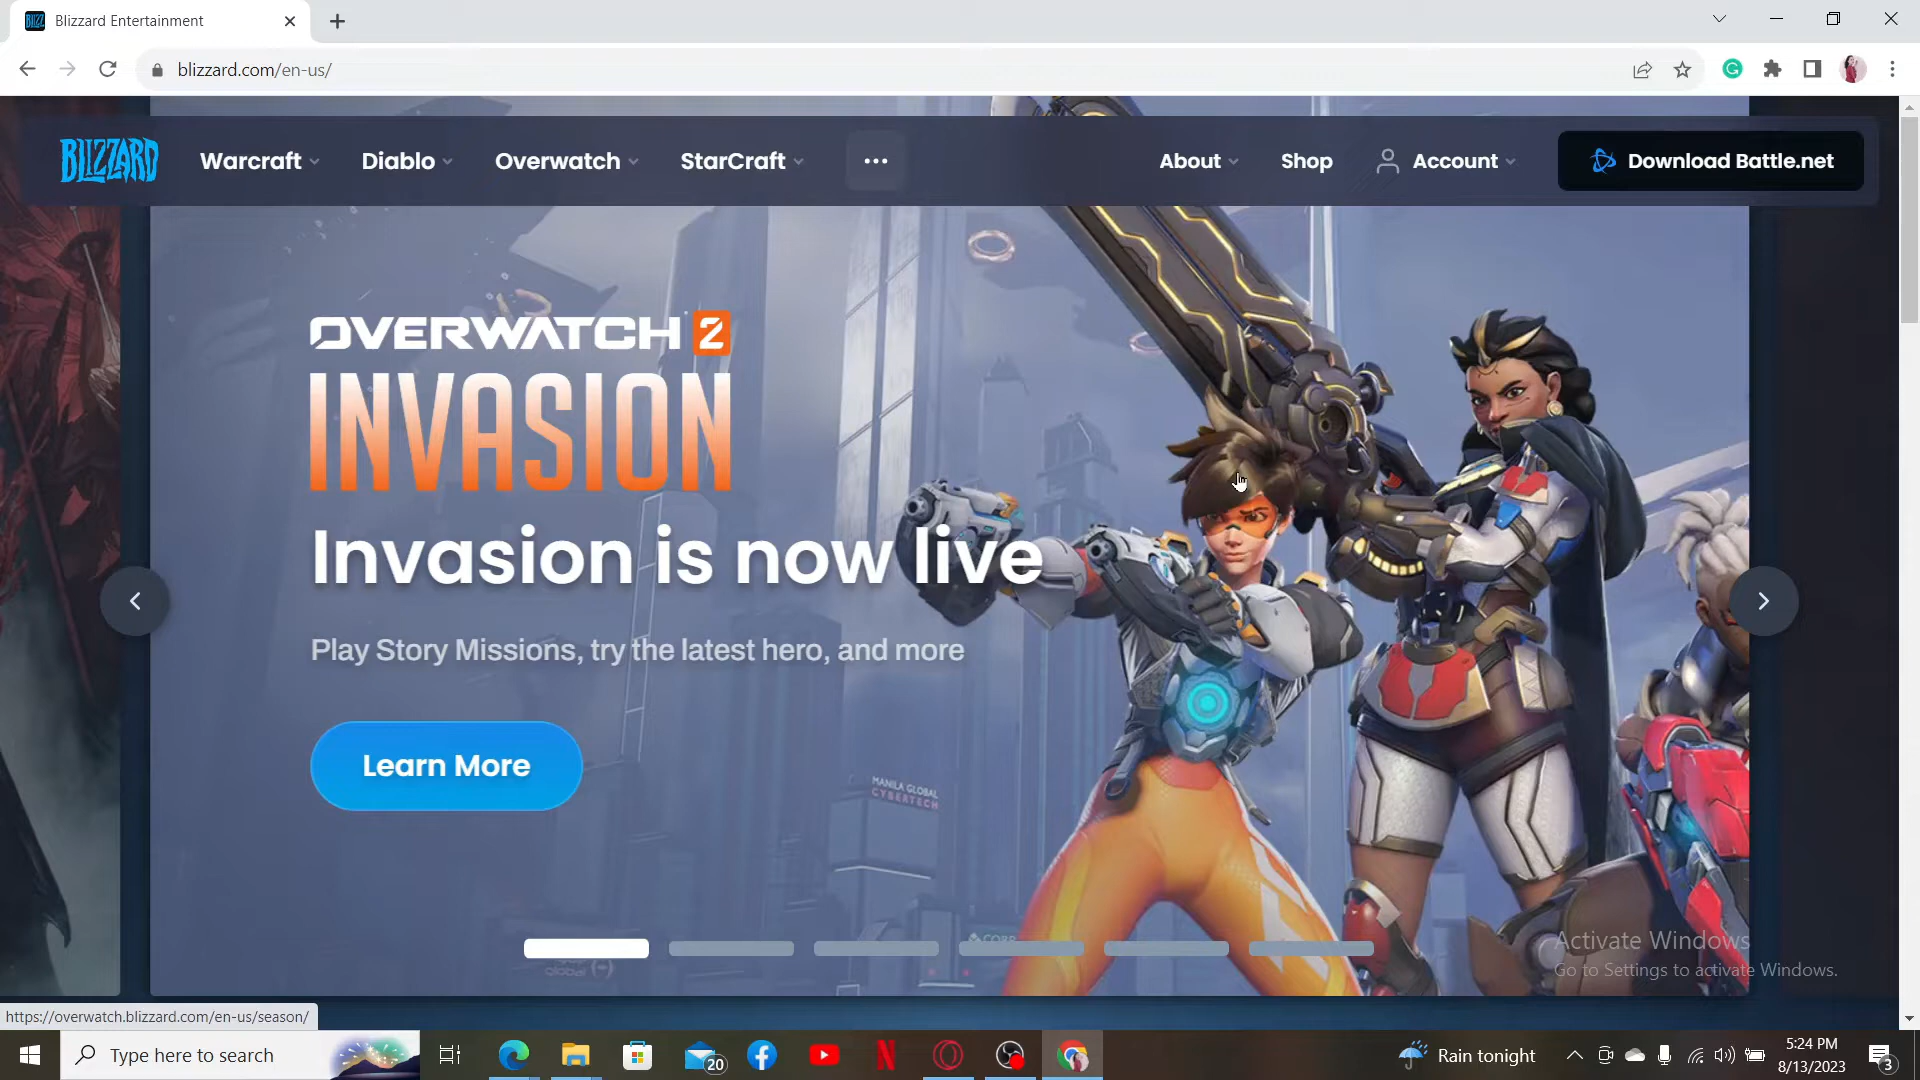 Blizzard Entertainment
blizzard.com/en-us/
BLIZZARD
Warcraft
Diablo
Overwatch
StarCraft
About
Shop
Account
Download Battle.net
OVERWATCH 2
INVASION
Invasion is now live
Play Story Missions, try the latest hero, and more
Learn More
MANILA GLOBAL
CYBERTECH
CORP
global
Activate Windows
Go to Settings to activate Windows.
https://overwatch.blizzard.com/en-us/season/
Type here to search
20
Rain tonight
5:24 PM
8/13/2023
3